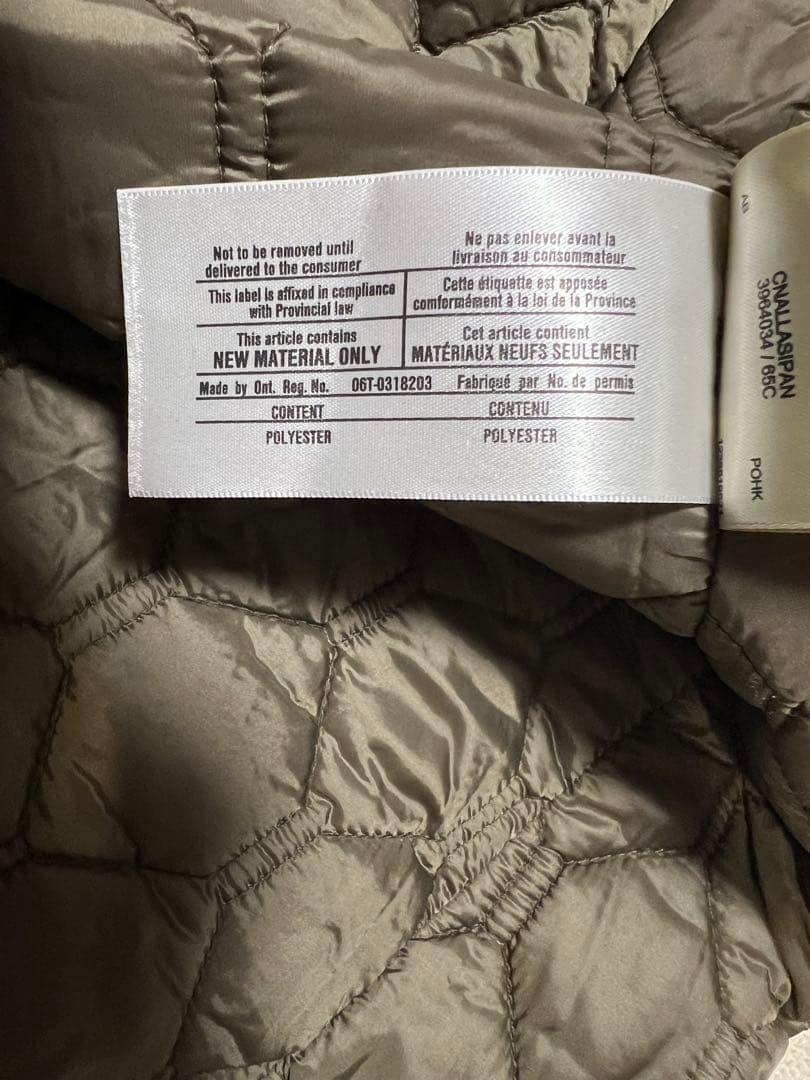 Not to be removed until
delivered to the consumer
Ne pas enlever avant la
livraison au consommateur
This label is affixed in compliance
with Provincial law
Cette étiquette est apposée
comformément à la loi de la Province
This article contains
NEW MATERIAL ONLY
Cet article contient
MATÉRIAUX NEUFS SEULEMENT
Made by Ont. Reg. No. 06T-0318203 Fabriqué par No. de permis
CONTENT
CONTENU
POLYESTER
POLYESTER
AB
CNALLASIPAN
3964034 / 65C
POHK